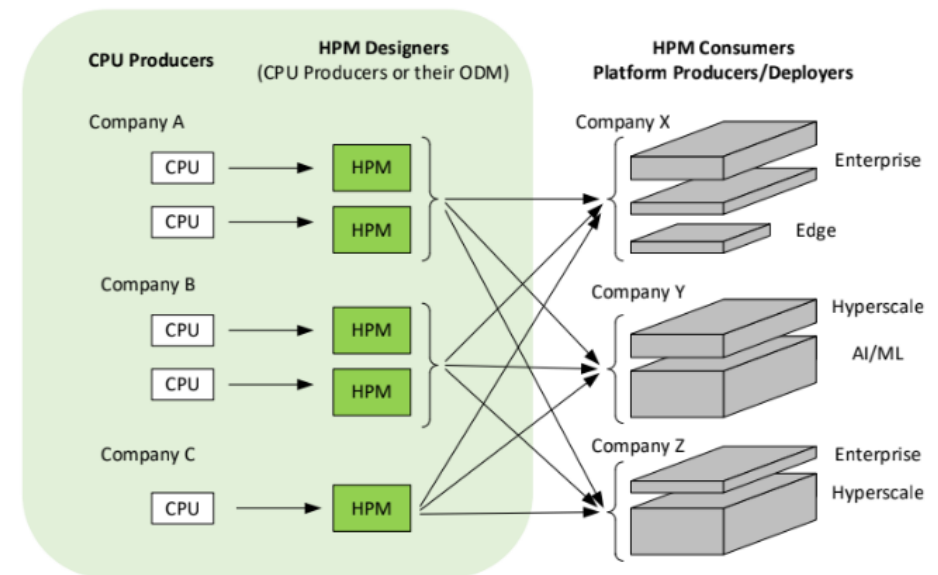 CPU Producers
HPM Designers
(CPU Producers or their ODM)
HPM Consumers
Platform Producers/Deployers
Company A
CPU
HPM
CPU
HPM
Company B
CPU
HPM
CPU
HPM
Company C
CPU
HPM
Company X
Enterprise
Edge
Company Y
Hyperscale
AI/ML
Company Z
Enterprise
Hyperscale